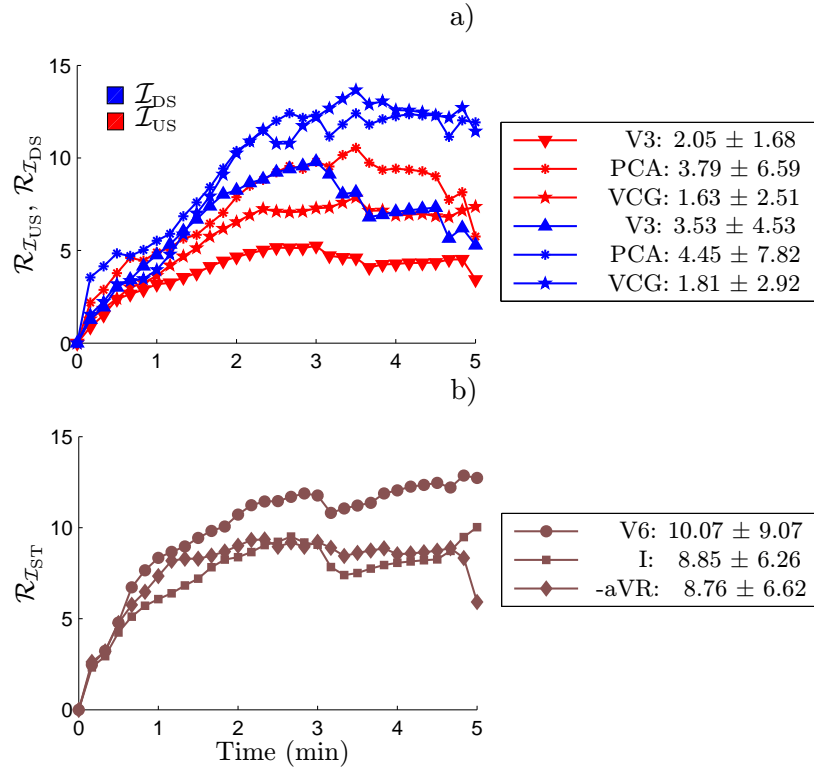 a)
15
10
5
0
0 1 2 3 4 5
ℛ_ℐUS, ℛ_ℐDS
ℐDS
ℐUS
V3: 2.05 ± 1.68
PCA: 3.79 ± 6.59
VCG: 1.63 ± 2.51
V3: 3.53 ± 4.53
PCA: 4.45 ± 7.82
VCG: 1.81 ± 2.92
b)
15
10
5
0
0 1 2 3 4 5
ℛ_ℐST
Time (min)
V6: 10.07 ± 9.07
I: 8.85 ± 6.26
-aVR: 8.76 ± 6.62